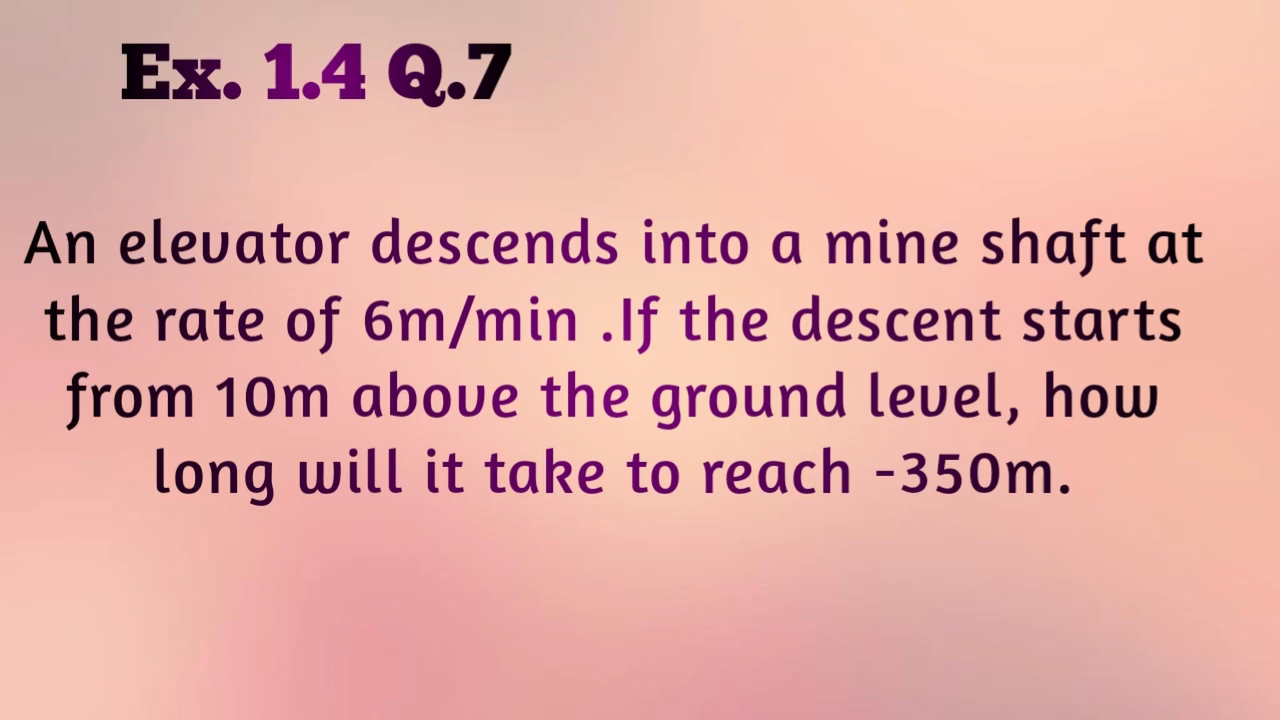 Ex. 1.4 Q.7
An elevator descends into a mine shaft at
the rate of 6m/min .If the descent starts
from 10m above the ground level, how
long will it take to reach -350m.